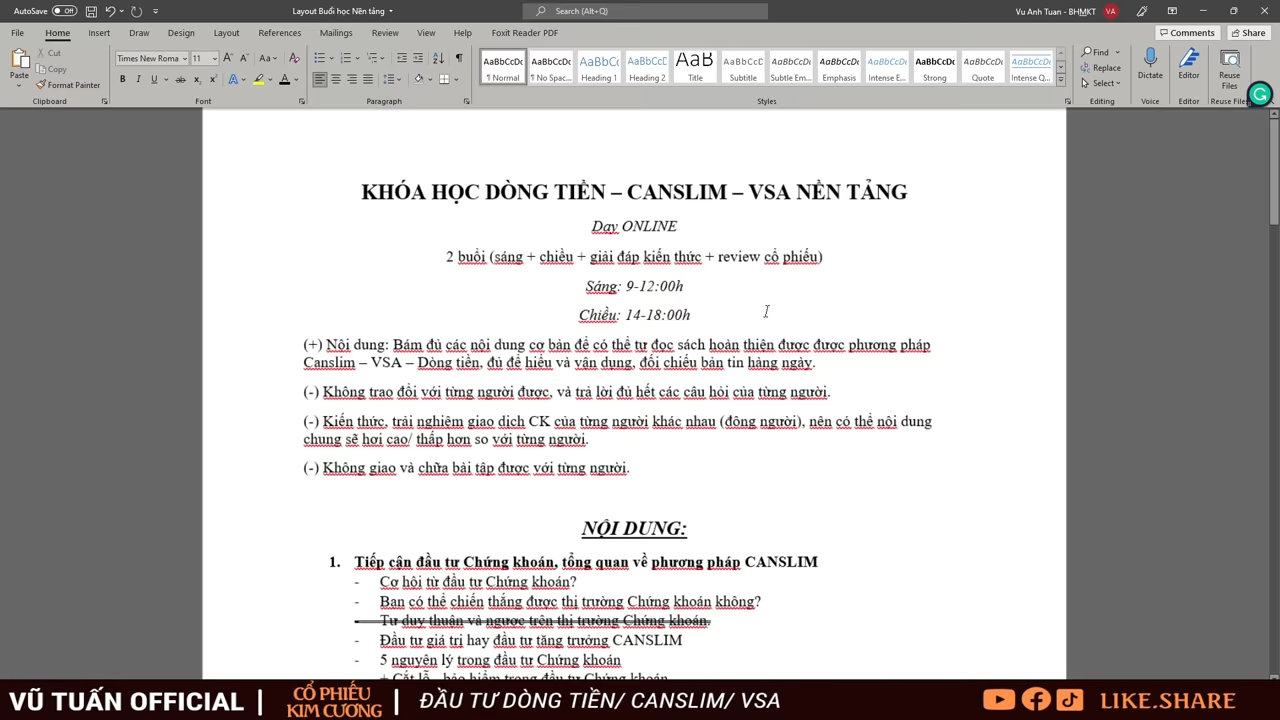 AutoSave Off Layout Buổi học Nền tảng Search (Alt+Q) Vu Anh Tuan - BHMKT VA
File Home Insert Draw Design Layout References Mailings Review View Help Foxit Reader PDF Comments Share
Paste Cut Copy Format Painter
Times New Roma 11
AaBbCcDc AaBbCcDc AaBbCc AaBbCc AaB AaBbCcD AaBbCcDc AaBbCcDc AaBbCcDc AaBbCcDc AaBbCcDc AaBbCcDc
¶ Normal ¶ No Spac... Heading 1 Heading 2 Title Subtitle Subtle Em... Emphasis Intense E... Strong Quote Intense Q...
Find Replace Select Dictate Editor Reuse Files
Clipboard Font Paragraph Styles Editing Voice Editor Reuse Files
KHÓA HỌC DÒNG TIỀN – CANSLIM – VSA NỀN TẢNG
Dạy ONLINE
2 buổi (sáng + chiều + giải đáp kiến thức + review cổ phiếu)
Sáng: 9-12:00h
Chiều: 14-18:00h
(+) Nội dung: Bám đủ các nội dung cơ bản để có thể tự đọc sách hoàn thiện được được phương pháp
Canslim – VSA – Dòng tiền, đủ để hiểu và vận dụng, đối chiếu bản tin hàng ngày.
(-) Không trao đổi với từng người được, và trả lời đủ hết các câu hỏi của từng người.
(-) Kiến thức, trải nghiệm giao dịch CK của từng người khác nhau (đông người), nên có thể nội dung
chung sẽ hơi cao/ thấp hơn so với từng người.
(-) Không giao và chữa bài tập được với từng người.
NỘI DUNG:
1. Tiếp cận đầu tư Chứng khoán, tổng quan về phương pháp CANSLIM
- Cơ hội từ đầu tư Chứng khoán?
- Bạn có thể chiến thắng được thị trường Chứng khoán không?
- Tư duy thuận và ngược trên thị trường Chứng khoán.
- Đầu tư giá trị hay đầu tư tăng trưởng CANSLIM
- 5 nguyên lý trong đầu tư Chứng khoán
+ Cắt lỗ - bảo hiểm trong đầu tư Chứng khoán
VŨ TUẤN OFFICIAL | CỔ PHIẾU KIM CƯƠNG | ĐẦU TƯ DÒNG TIỀN/ CANSLIM/ VSA LIKE.SHARE